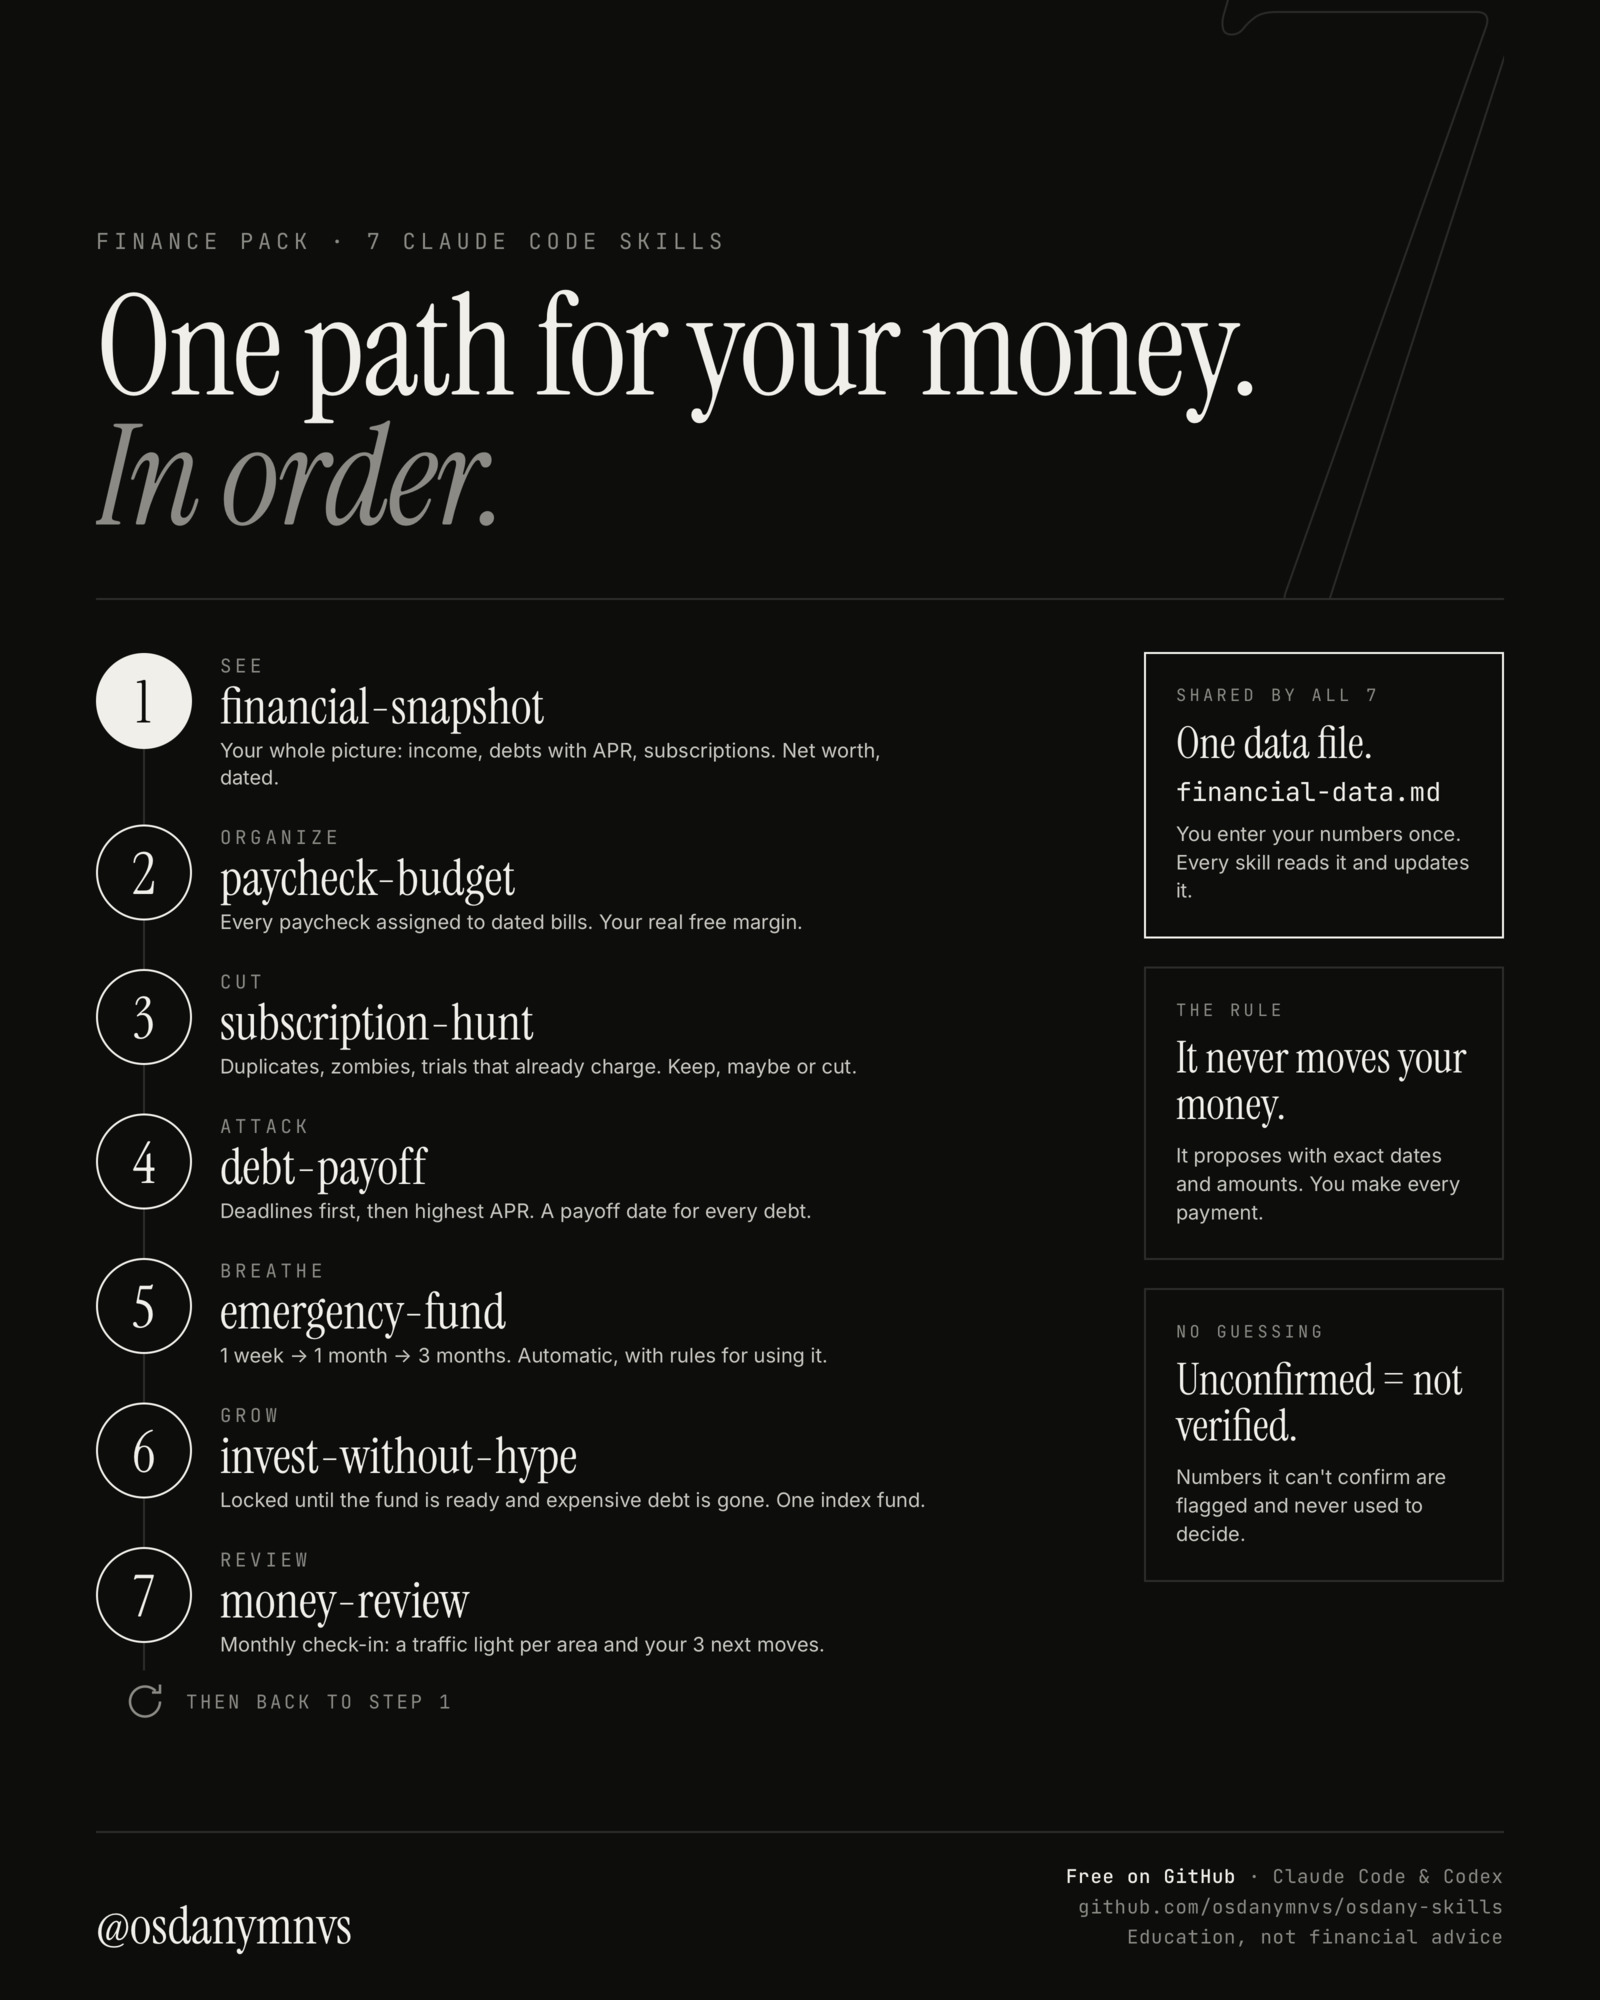 FINANCE PACK · 7 CLAUDE CODE SKILLS
One path for your money.
In order.
7
1
SEE
financial-snapshot
Your whole picture: income, debts with APR, subscriptions. Net worth,
dated.
2
ORGANIZE
paycheck-budget
Every paycheck assigned to dated bills. Your real free margin.
3
CUT
subscription-hunt
Duplicates, zombies, trials that already charge. Keep, maybe or cut.
4
ATTACK
debt-payoff
Deadlines first, then highest APR. A payoff date for every debt.
5
BREATHE
emergency-fund
1 week → 1 month → 3 months. Automatic, with rules for using it.
6
GROW
invest-without-hype
Locked until the fund is ready and expensive debt is gone. One index fund.
7
REVIEW
money-review
Monthly check-in: a traffic light per area and your 3 next moves.
THEN BACK TO STEP 1
SHARED BY ALL 7
One data file.
financial-data.md
You enter your numbers once.
Every skill reads it and updates
it.
THE RULE
It never moves your
money.
It proposes with exact dates
and amounts. You make every
payment.
NO GUESSING
Unconfirmed = not
verified.
Numbers it can't confirm are
flagged and never used to
decide.
@osdanymnvs
Free on GitHub · Claude Code & Codex
github.com/osdanymnvs/osdany-skills
Education, not financial advice